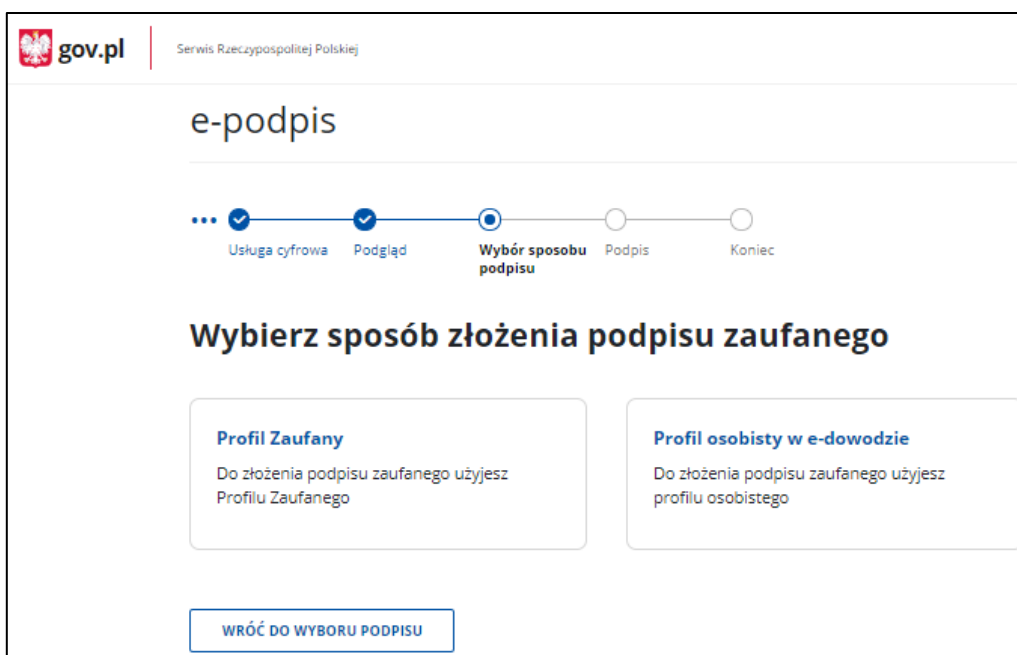 gov.pl
Serwis Rzeczypospolitej Polskiej
e-podpis
Usługa cyfrowa
Podgląd
Wybór sposobu
podpisu
Podpis
Koniec
Wybierz sposób złożenia podpisu zaufanego
Profil Zaufany
Do złożenia podpisu zaufanego użyjesz
Profilu Zaufanego
Profil osobisty w e-dowodzie
Do złożenia podpisu zaufanego użyjesz
profilu osobistego
WRÓĆ DO WYBORU PODPISU